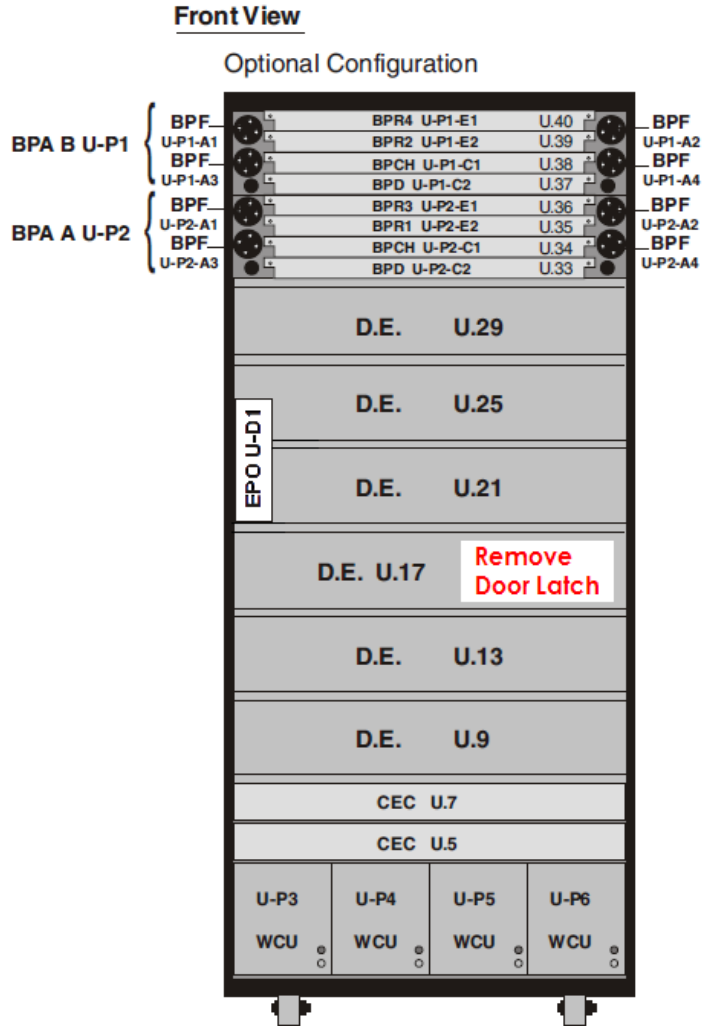 Front View
Optional Configuration
BPA B U-P1
BPF
U-P1-A1
BPF
U-P1-A3
BPR4 U-P1-E1 U.40
BPR2 U-P1-E2 U.39
BPCH U-P1-C1 U.38
BPD U-P1-C2 U.37
BPF
U-P1-A2
BPF
U-P1-A4
BPA A U-P2
BPF
U-P2-A1
BPF
U-P2-A3
BPR3 U-P2-E1 U.36
BPR1 U-P2-E2 U.35
BPCH U-P2-C1 U.34
BPD U-P2-C2 U.33
BPF
U-P2-A2
BPF
U-P2-A4
D.E. U.29
D.E. U.25
EPO U-D1
D.E. U.21
D.E. U.17
Remove
Door Latch
D.E. U.13
D.E. U.9
CEC U.7
CEC U.5
U-P3 U-P4 U-P5 U-P6
WCU WCU WCU WCU